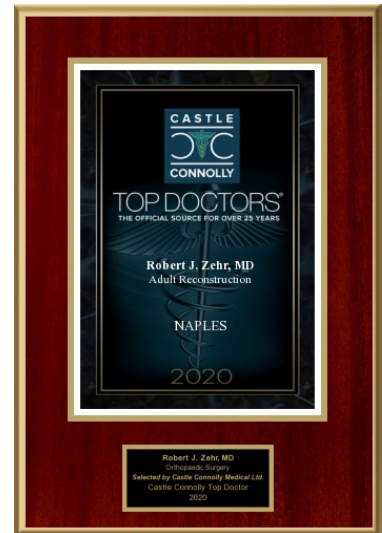 CASTLE
CONNOLLY
TOP DOCTORS®
THE OFFICIAL SOURCE FOR OVER 25 YEARS
Robert J. Zehr, MD
Adult Reconstruction
NAPLES
2020
Robert J. Zehr, MD
Orthopaedic Surgery
Selected by Castle Connolly Medical Ltd.
Castle Connolly Top Doctor
2020